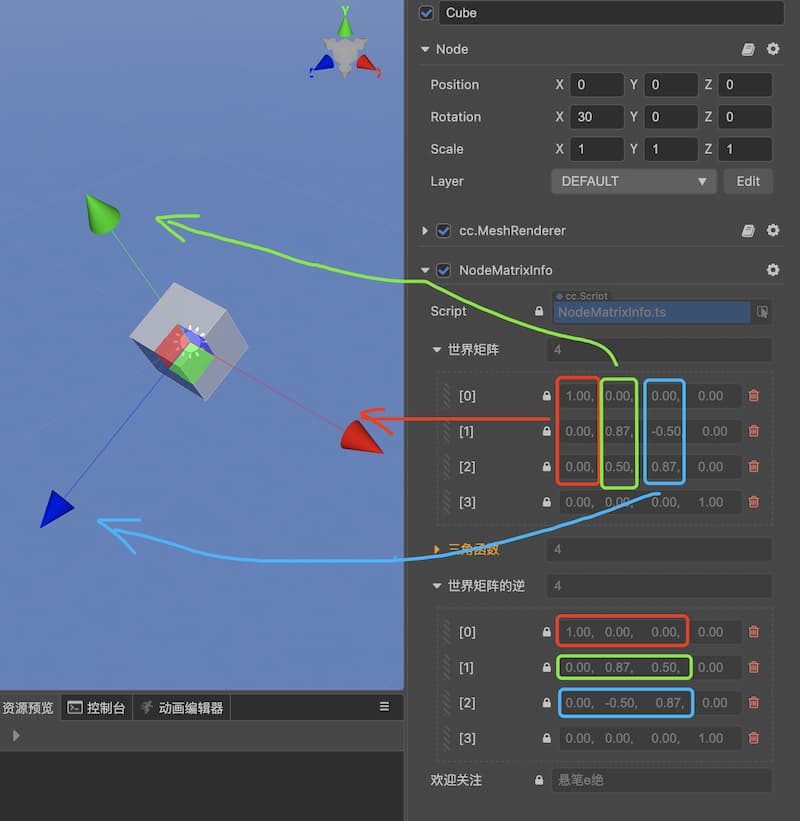 Y
Cube
Node
Position X 0 Y 0 Z 0
Rotation X 30 Y 0 Z 0
Scale X 1 Y 1 Z 1
Layer DEFAULT Edit
cc.MeshRenderer
NodeMatrixInfo
cc.Script
Script NodeMatrixInfo.ts
世界矩阵 4
[0] 1.00, 0.00, 0.00, 0.00
[1] 0.00, 0.87, -0.50 0.00
[2] 0.00, 0.50, 0.87, 0.00
[3] 0.00, 0.00, 0.00, 1.00
三角函数 4
世界矩阵的逆 4
[0] 1.00, 0.00, 0.00, 0.00
[1] 0.00, 0.87, 0.50, 0.00
[2] 0.00, -0.50, 0.87, 0.00
[3] 0.00, 0.00, 0.00, 1.00
欢迎关注 悬笔e绝
资源预览 控制台 动画编辑器